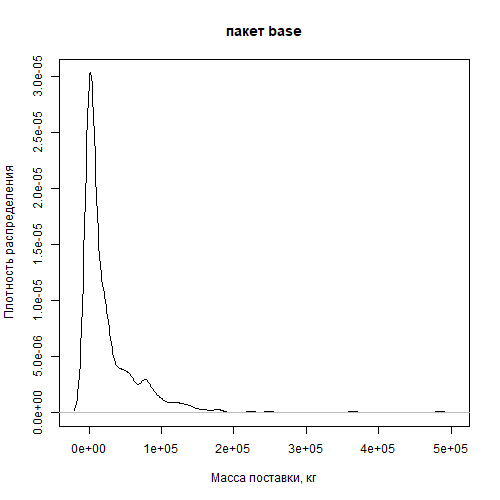 пакет base
Плотность распределения
3.0e-05
2.5e-05
2.0e-05
1.5e-05
1.0e-05
5.0e-06
0.0e+00
0e+00 1e+05 2e+05 3e+05 4e+05 5e+05
Масса поставки, кг